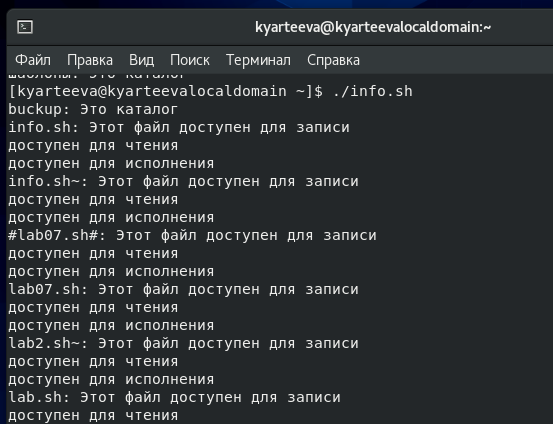 kyarteeva@kyarteevalocaldomain:~
Файл Правка Вид Поиск Терминал Справка
шаблоны: Это каталог
[kyarteeva@kyarteevalocaldomain ~]$ ./info.sh
buckup: Это каталог
info.sh: Этот файл доступен для записи
доступен для чтения
доступен для исполнения
info.sh~: Этот файл доступен для записи
доступен для чтения
доступен для исполнения
#lab07.sh#: Этот файл доступен для записи
доступен для чтения
доступен для исполнения
lab07.sh: Этот файл доступен для записи
доступен для чтения
доступен для исполнения
lab2.sh~: Этот файл доступен для записи
доступен для чтения
доступен для исполнения
lab.sh: Этот файл доступен для записи
доступен для чтения